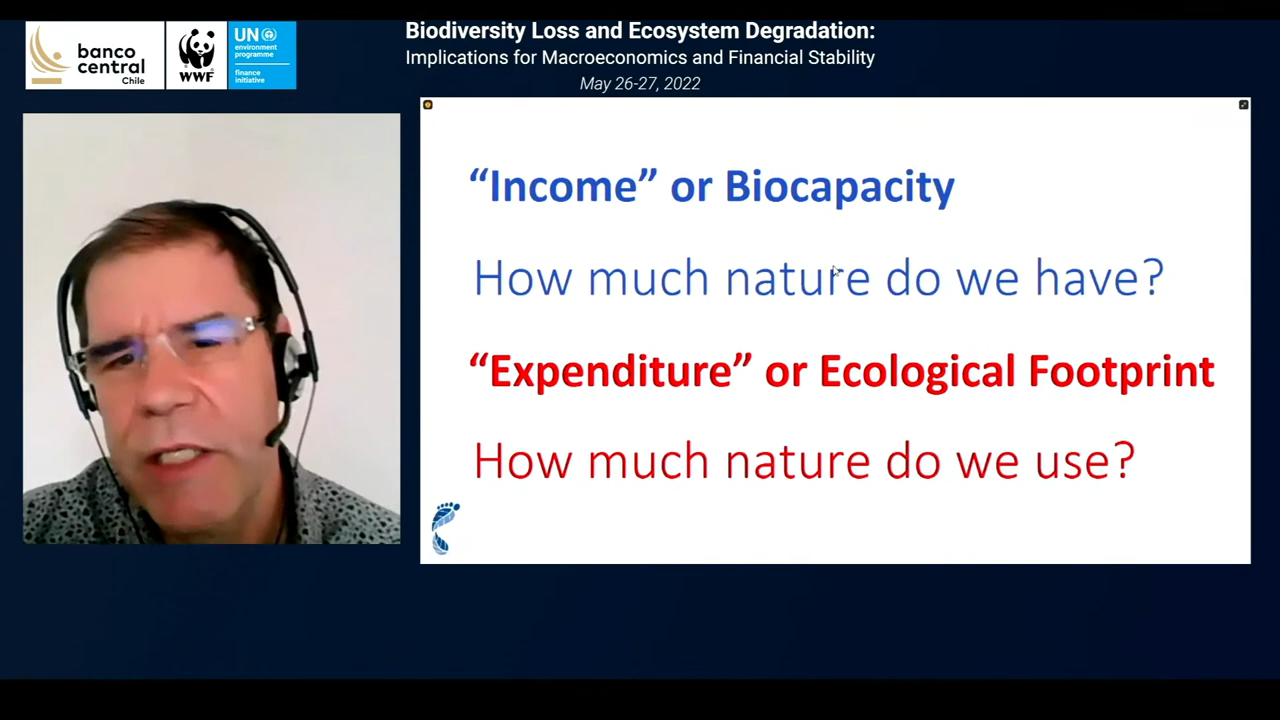 banco
central
Chile
WWF
UN
environment
programme
finance
initiative
Biodiversity Loss and Ecosystem Degradation:
Implications for Macroeconomics and Financial Stability
May 26-27, 2022
“Income” or Biocapacity
How much nature do we have?
“Expenditure” or Ecological Footprint
How much nature do we use?